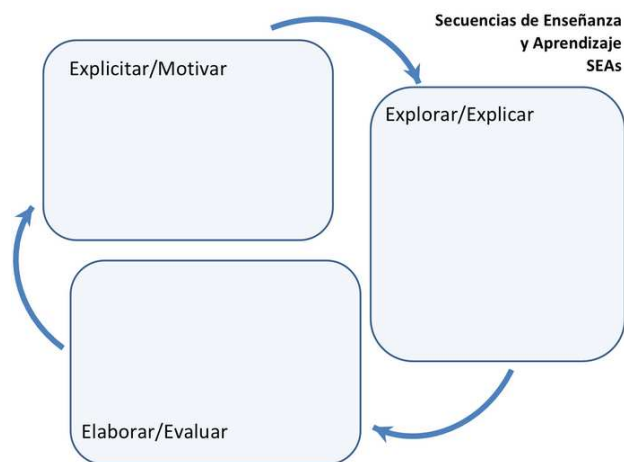 Secuencias de Enseñanza
y Aprendizaje
SEAs
Explicitar/Motivar
Explorar/Explicar
Elaborar/Evaluar